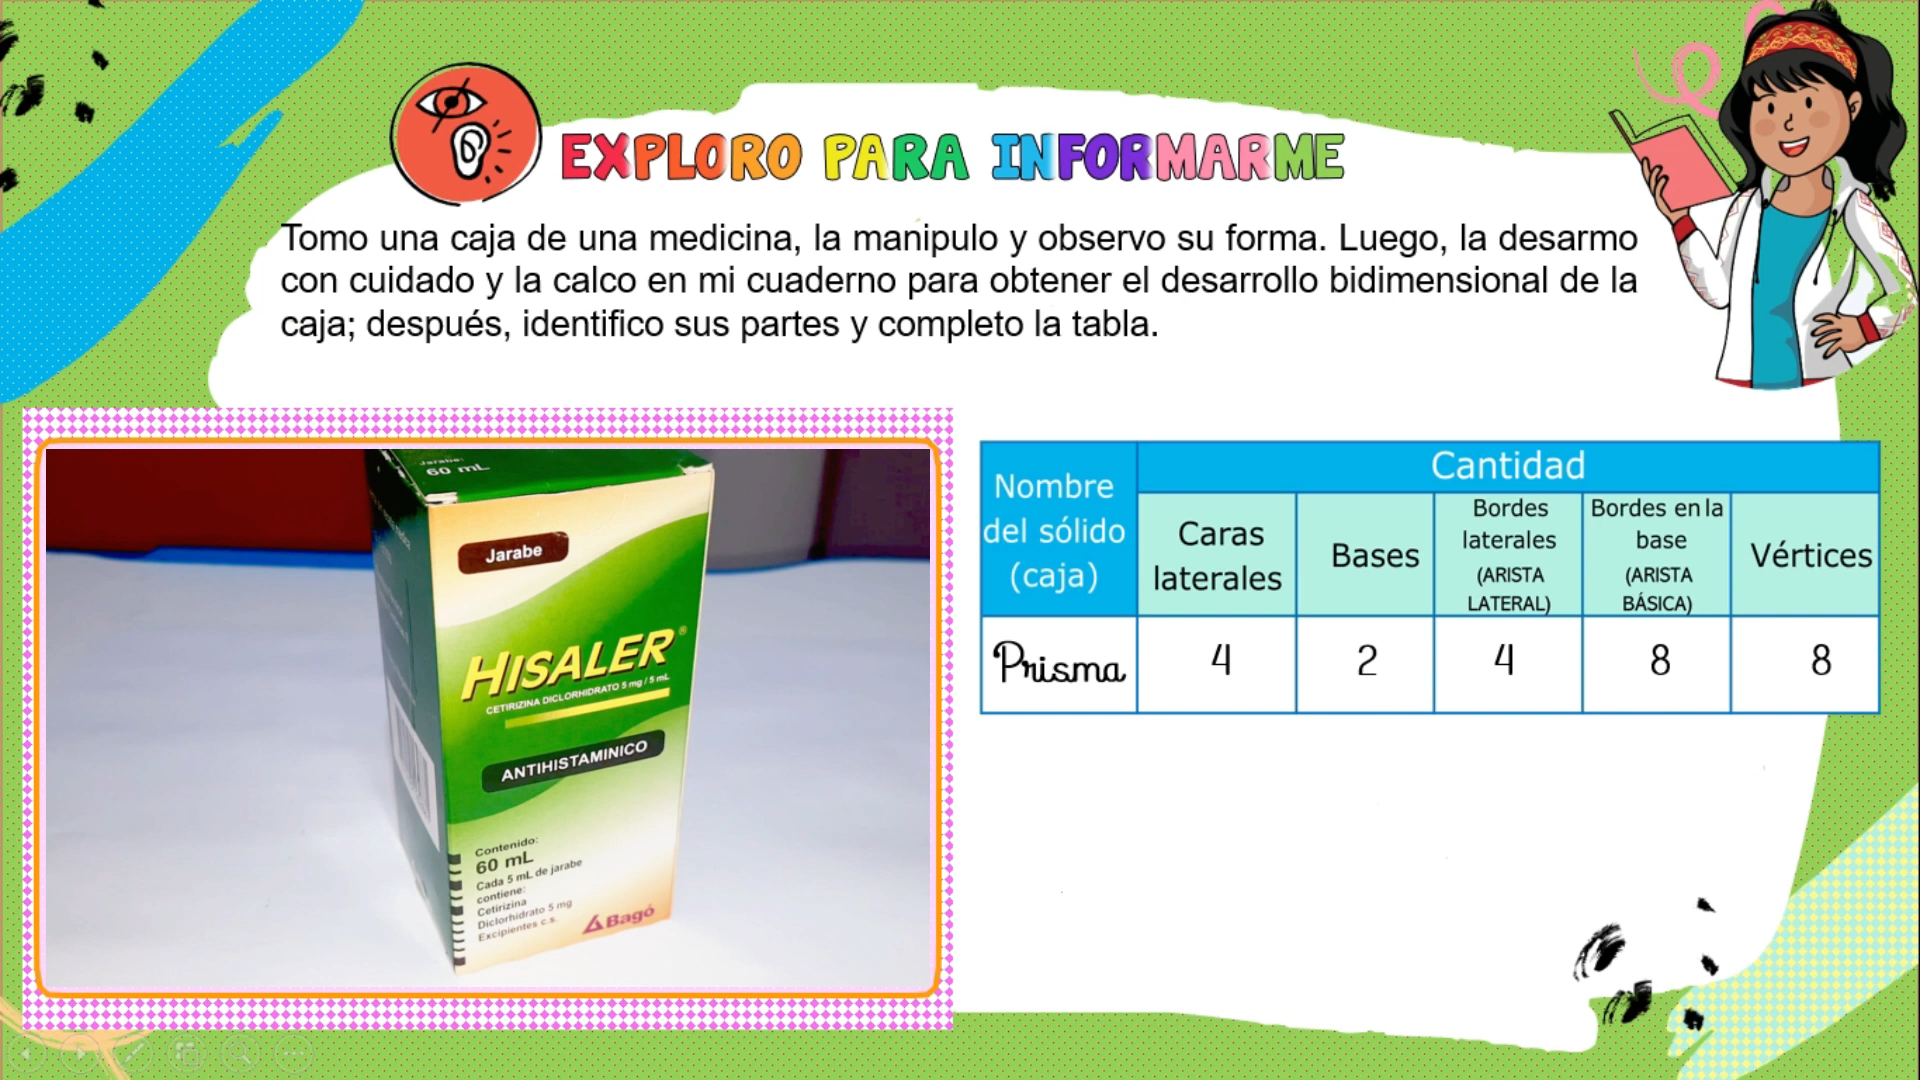 EXPLORO PARA INFORMARME
Tomo una caja de una medicina, la manipulo y observo su forma. Luego, la desarmo
con cuidado y la calco en mi cuaderno para obtener el desarrollo bidimensional de la
caja; después, identifico sus partes y completo la tabla.
60 mL
Jarabe
HISALER®
CETIRIZINA DICLORHIDRATO 5 mg / 5 mL
ANTIHISTAMINICO
Contenido:
60 mL
Cada 5 mL de jarabe
contiene:
Cetirizina
Diclorhidrato 5 mg
Excipientes c.s.
Bagó
Nombre
del sólido
(caja)
Cantidad
Caras
laterales
Bases
Bordes
laterales
(ARISTA
LATERAL)
Bordes en la
base
(ARISTA
BÁSICA)
Vértices
Prisma
4
2
4
8
8